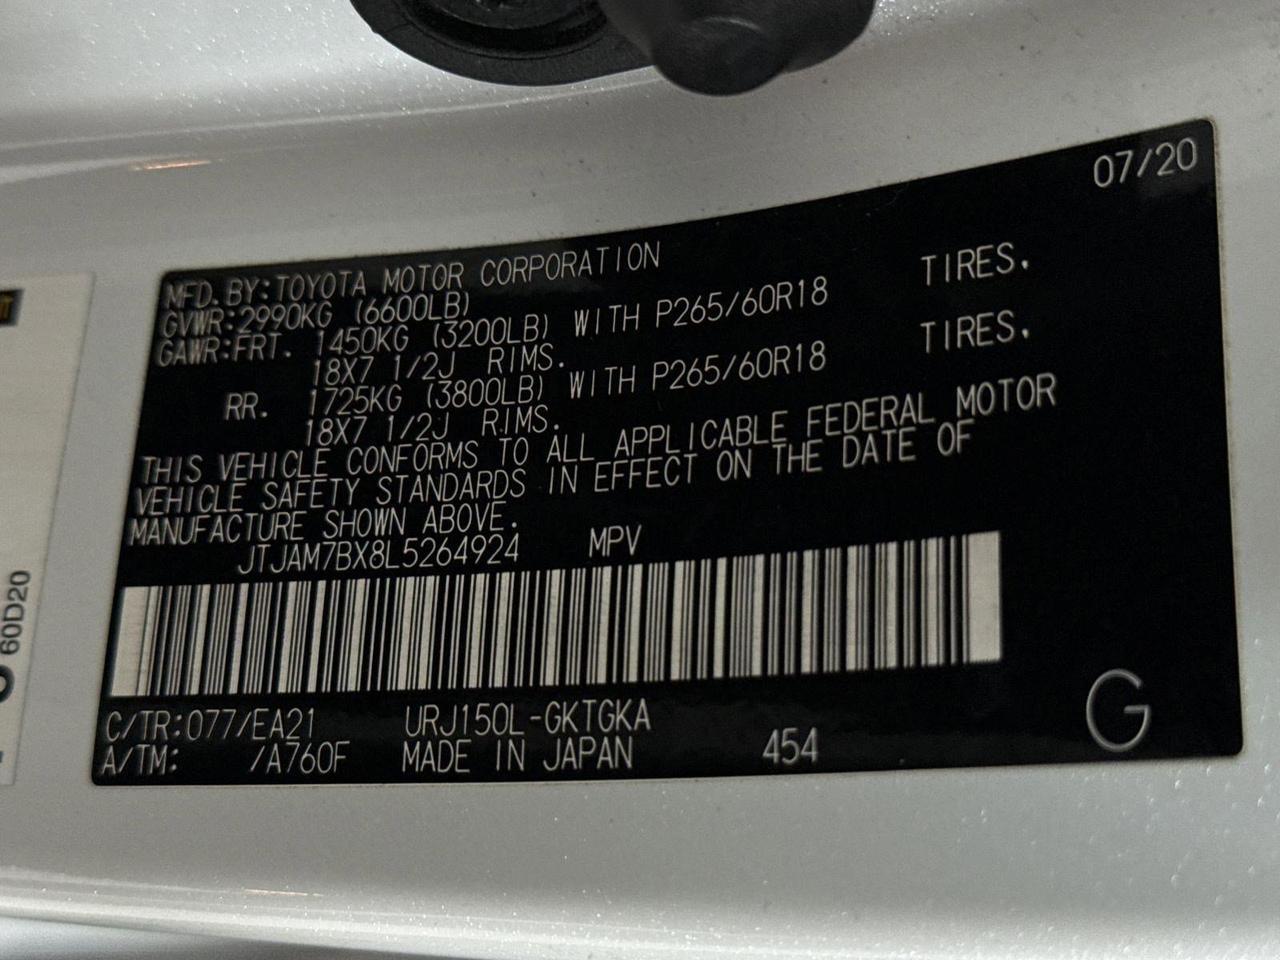 07/20
MFD. BY:TOYOTA MOTOR CORPORATION
GVWR:2990KG (6600LB)
GAWR:FRT. 1450KG (3200LB) WITH P265/60R18 TIRES.
18X7 1/2J RIMS.
RR. 1725KG (3800LB) WITH P265/60R18 TIRES.
18X7 1/2J RIMS.
THIS VEHICLE CONFORMS TO ALL APPLICABLE FEDERAL MOTOR
VEHICLE SAFETY STANDARDS IN EFFECT ON THE DATE OF
MANUFACTURE SHOWN ABOVE.
JTJAM7BX8L5264924 MPV
C/TR:077/EA21 URJ150L-GKTGKA
A/TM: /A760F MADE IN JAPAN 454
G
60D20